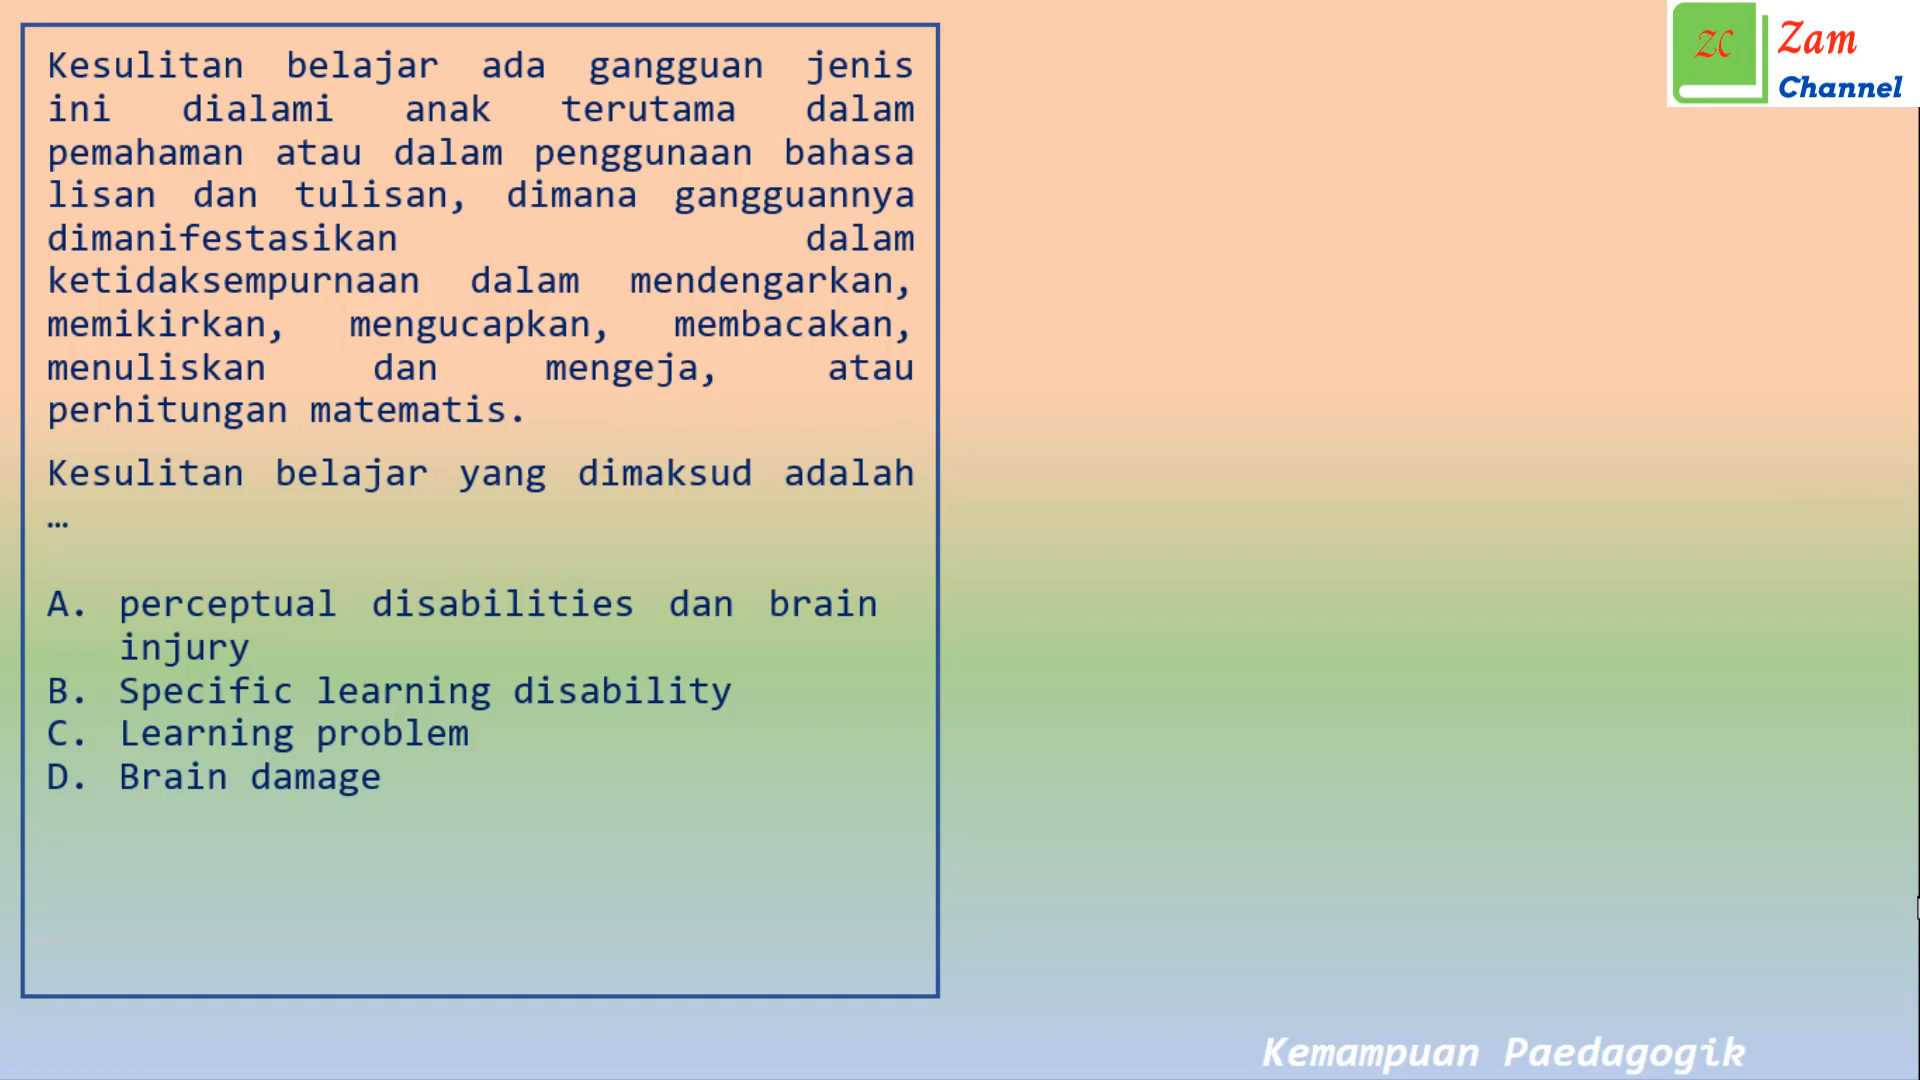 Kesulitan belajar ada gangguan jenis
ini dialami anak terutama dalam
pemahaman atau dalam penggunaan bahasa
lisan dan tulisan, dimana gangguannya
dimanifestasikan dalam
ketidaksempurnaan dalam mendengarkan,
memikirkan, mengucapkan, membacakan,
menuliskan dan mengeja, atau
perhitungan matematis.
Kesulitan belajar yang dimaksud adalah
…
A. perceptual disabilities dan brain
injury
B. Specific learning disability
C. Learning problem
D. Brain damage
ZC
Zam
Channel
Kemampuan Paedagogik